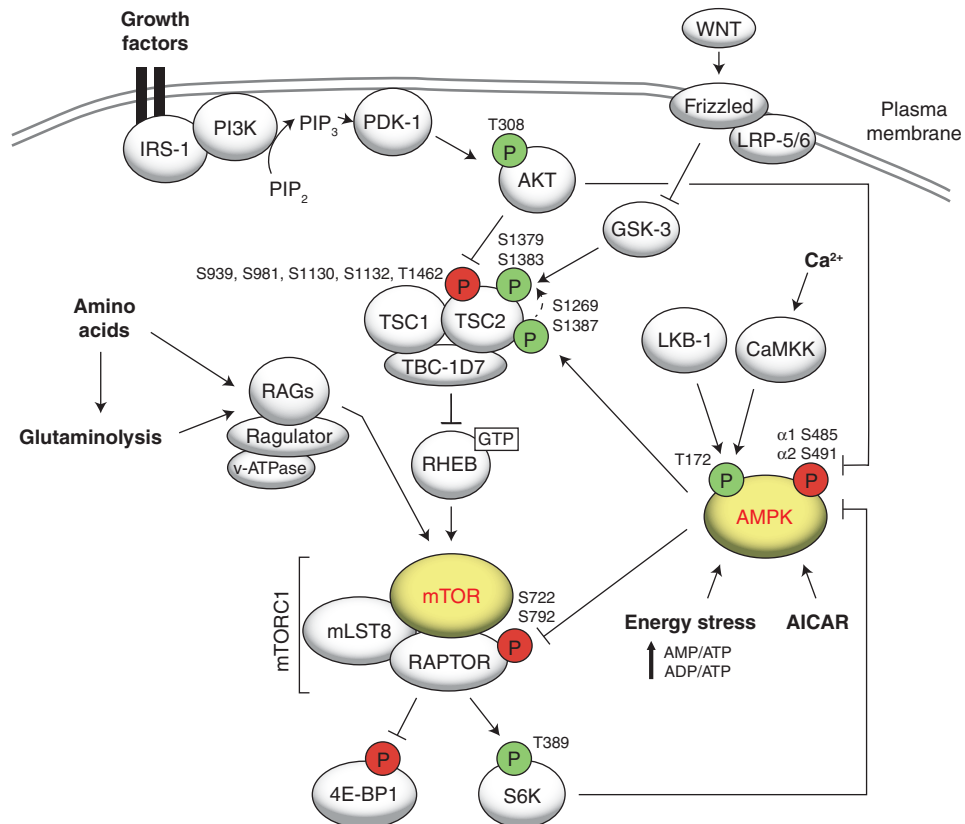 Growth
factors
WNT
Frizzled
LRP-5/6
Plasma
membrane
IRS-1
PI3K
PIP3
PIP2
PDK-1
T308
P
AKT
GSK-3
S1379
S1383
S939, S981, S1130, S1132, T1462
P
P
S1269
S1387
P
TSC1
TSC2
TBC-1D7
Ca2+
LKB-1
CaMKK
Amino
acids
Glutaminolysis
RAGs
Ragulator
v-ATPase
GTP
RHEB
T172
α1 S485
α2 S491
P
P
AMPK
mTORC1
mTOR
mLST8
RAPTOR
S722
S792
P
Energy stress
AMP/ATP
ADP/ATP
AICAR
P
4E-BP1
P
T389
S6K